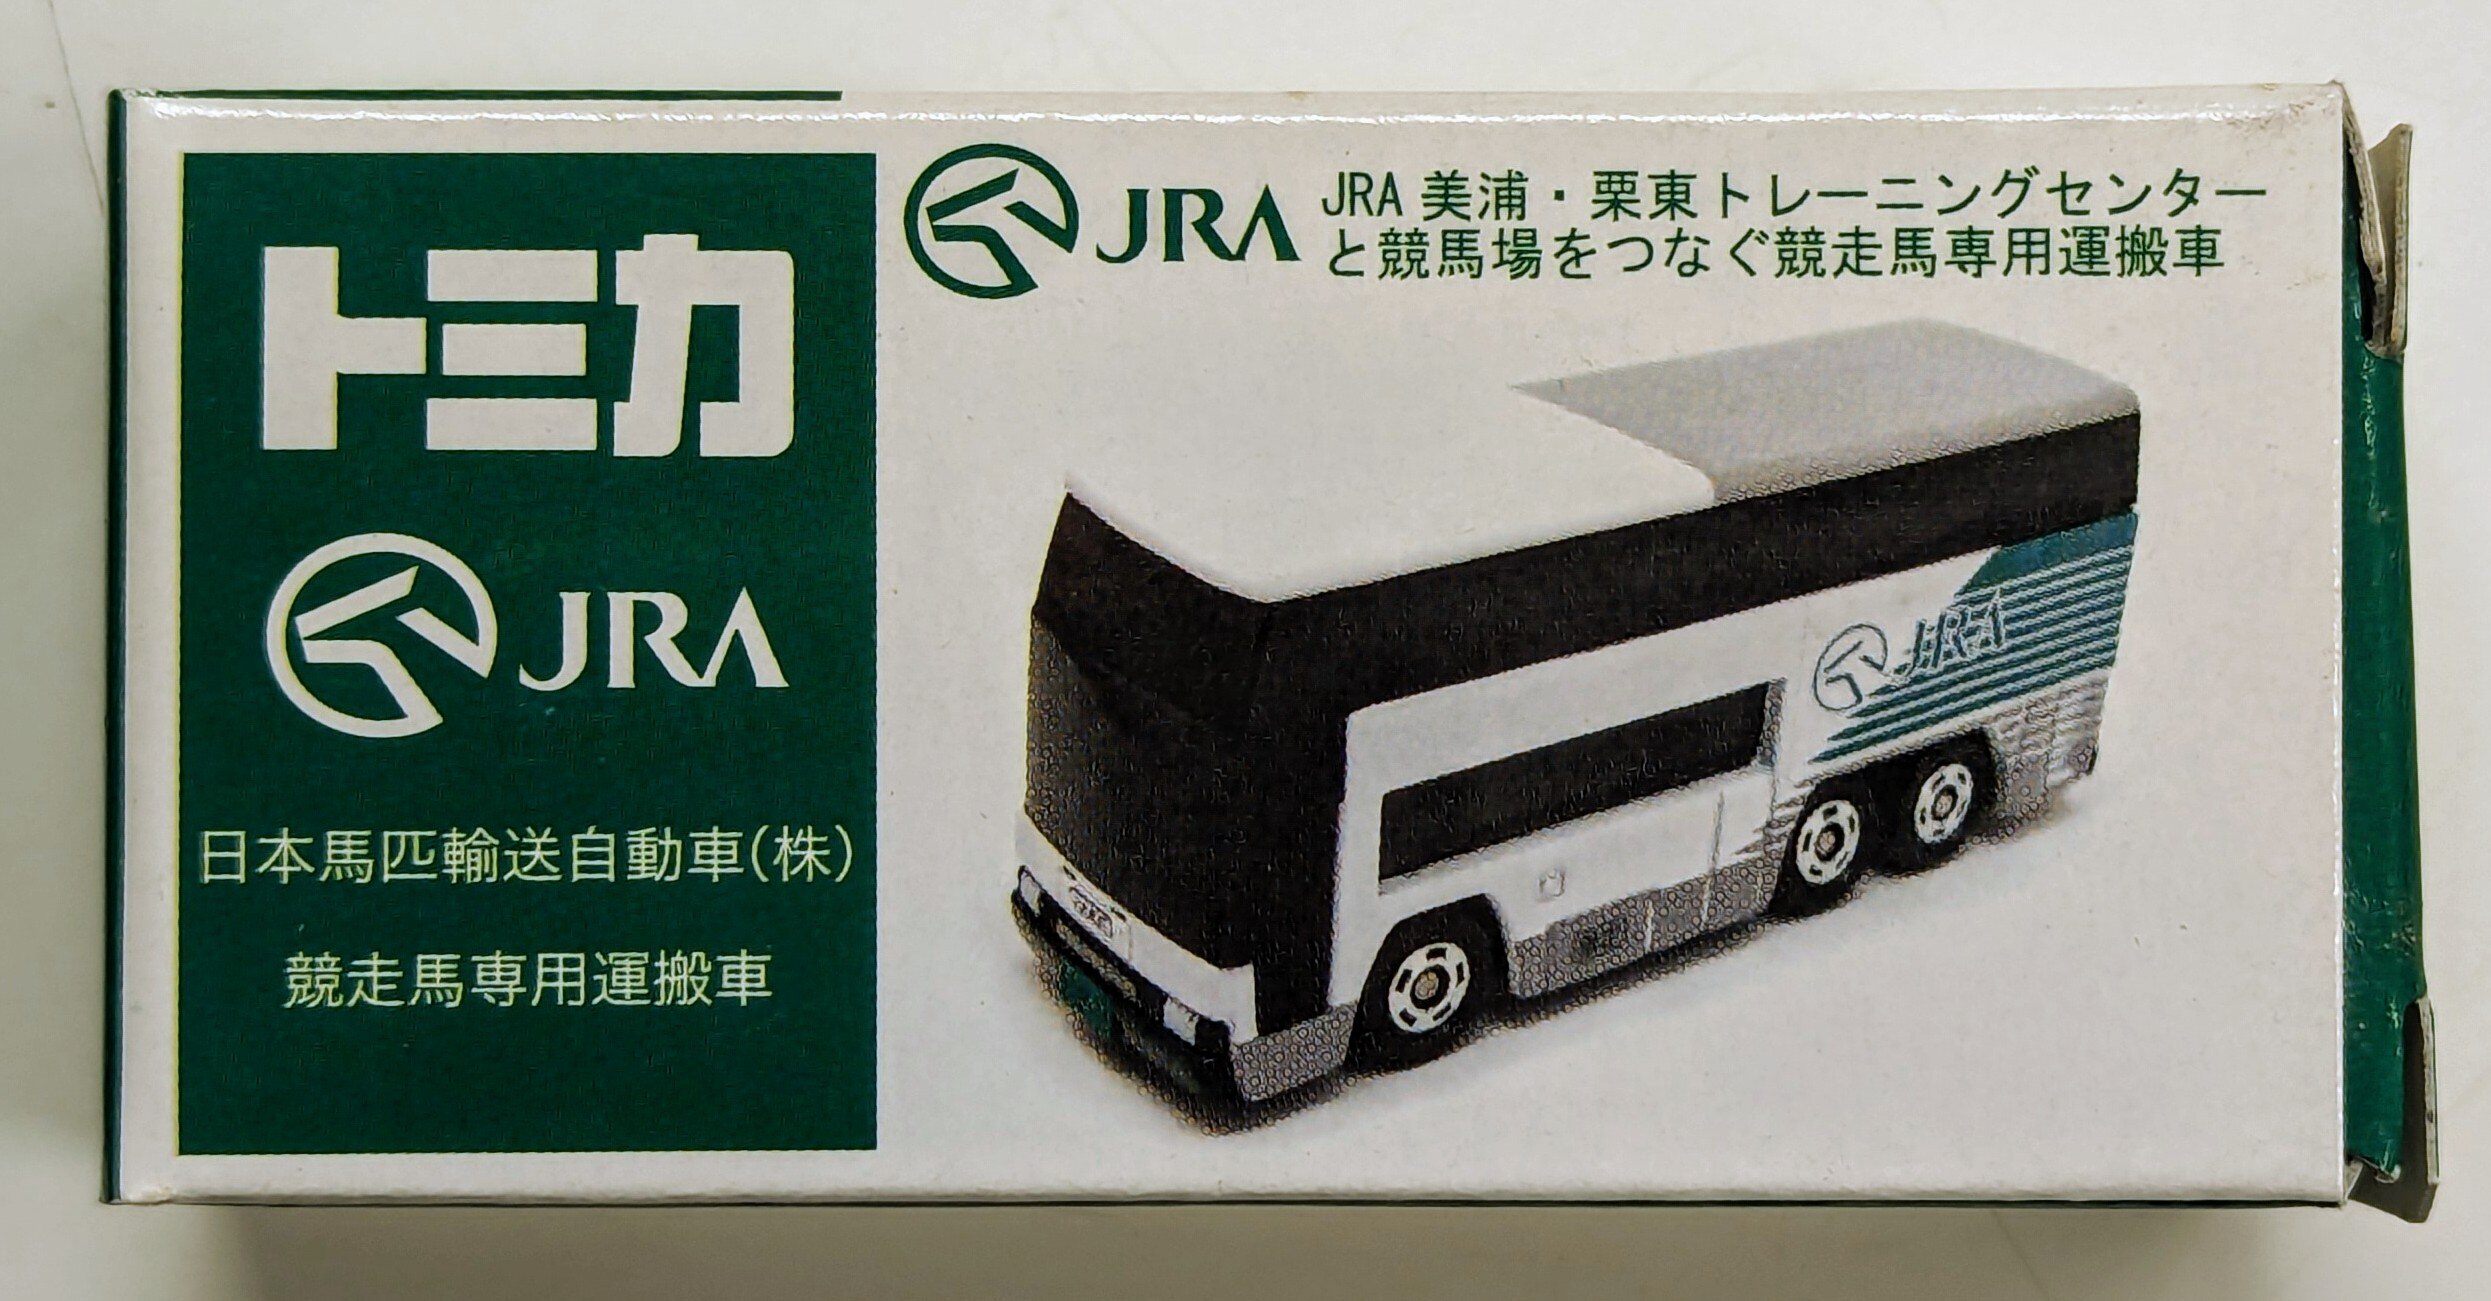 トミカ
JRA
日本馬匹輸送自動車(株)
競走馬専用運搬車
JRA
JRA 美浦・栗東トレーニングセンター
と競馬場をつなぐ競走馬専用運搬車
JRA